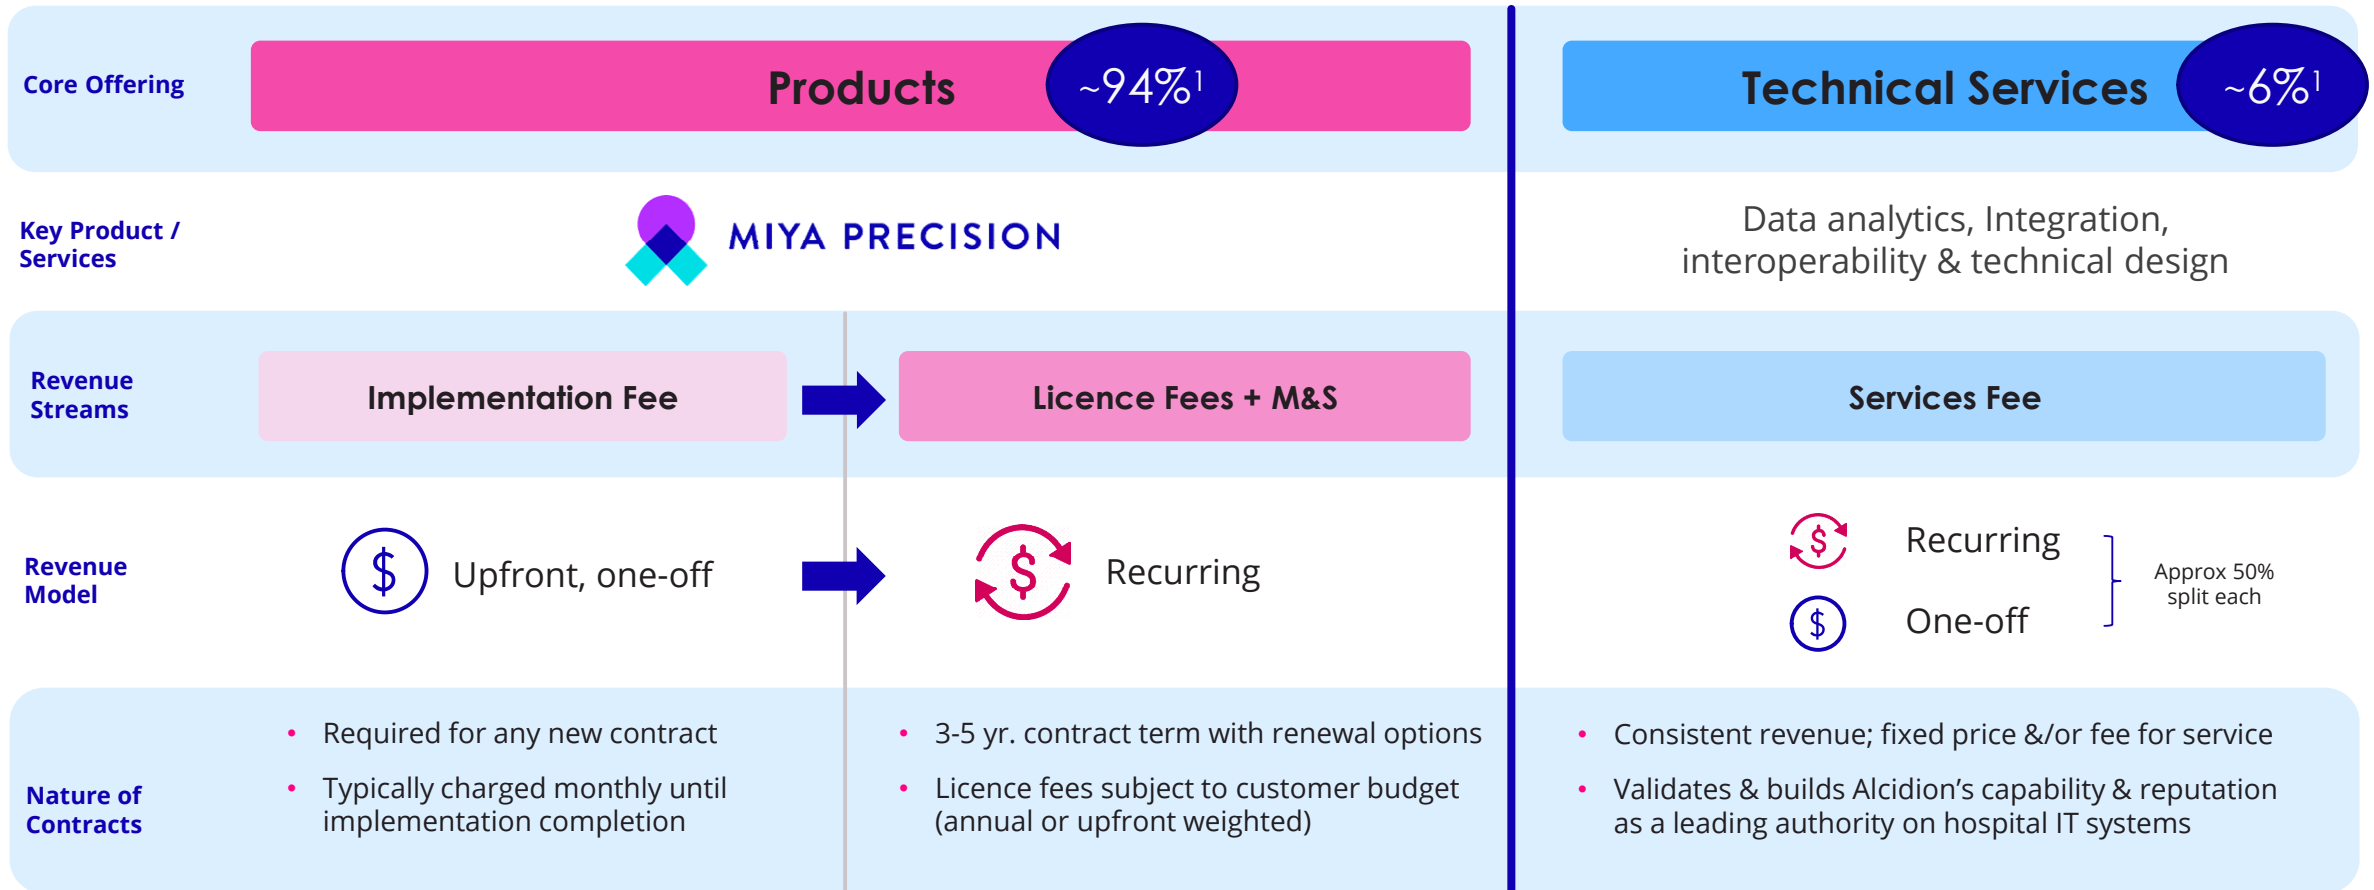 Core Offering
Products
~94%1
Technical Services
~6%1
Key Product /
Services
MIYA PRECISION
Data analytics, Integration,
interoperability & technical design
Revenue
Streams
Implementation Fee
Licence Fees + M&S
Services Fee
Revenue
Model
$ Upfront, one-off
$ Recurring
$ Recurring
$ One-off
Approx 50%
split each
Nature of
Contracts
• Required for any new contract
• Typically charged monthly until
implementation completion
• 3-5 yr. contract term with renewal options
• Licence fees subject to customer budget
(annual or upfront weighted)
• Consistent revenue; fixed price &/or fee for service
• Validates & builds Alcidion’s capability & reputation
as a leading authority on hospital IT systems